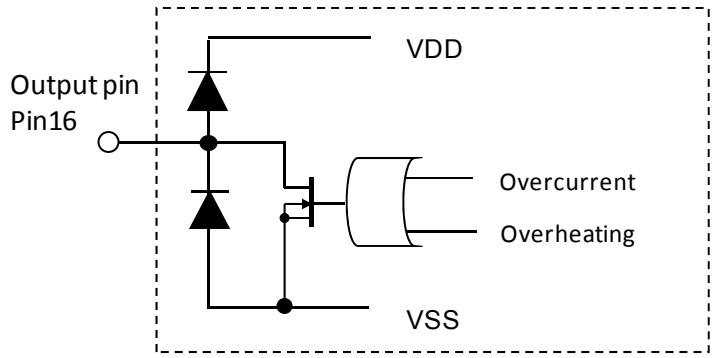 VDD
Output pin
Pin16
Overcurrent
Overheating
VSS